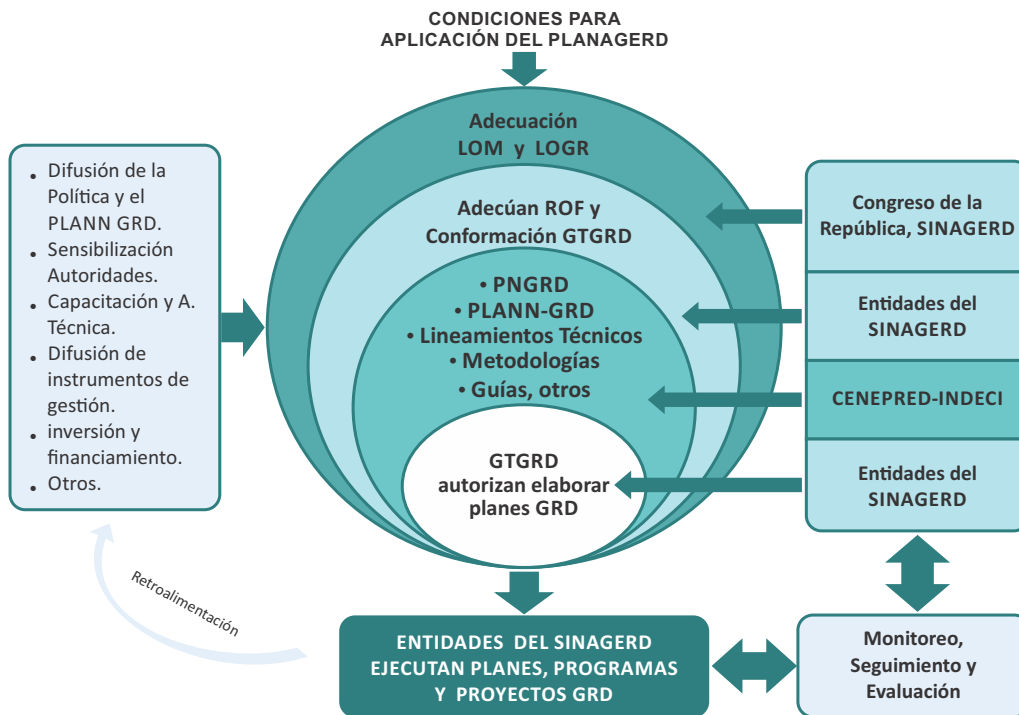 CONDICIONES PARA
APLICACIÓN DEL PLANAGERD
• Difusión de la
Política y el
PLANN GRD.
• Sensibilización
Autoridades.
• Capacitación y A.
Técnica.
• Difusión de
instrumentos de
gestión.
• inversión y
financiamiento.
• Otros.
Adecuación
LOM y LOGR
Adecúan ROF y
Conformación GTGRD
• PNGRD
• PLANN-GRD
• Lineamientos Técnicos
• Metodologías
• Guías, otros
GTGRD
autorizan elaborar
planes GRD
Congreso de la
República, SINAGERD
Entidades del
SINAGERD
CENEPRED-INDECI
Entidades del
SINAGERD
Retroalimentación
ENTIDADES DEL SINAGERD
EJECUTAN PLANES, PROGRAMAS
Y PROYECTOS GRD
Monitoreo,
Seguimiento y
Evaluación